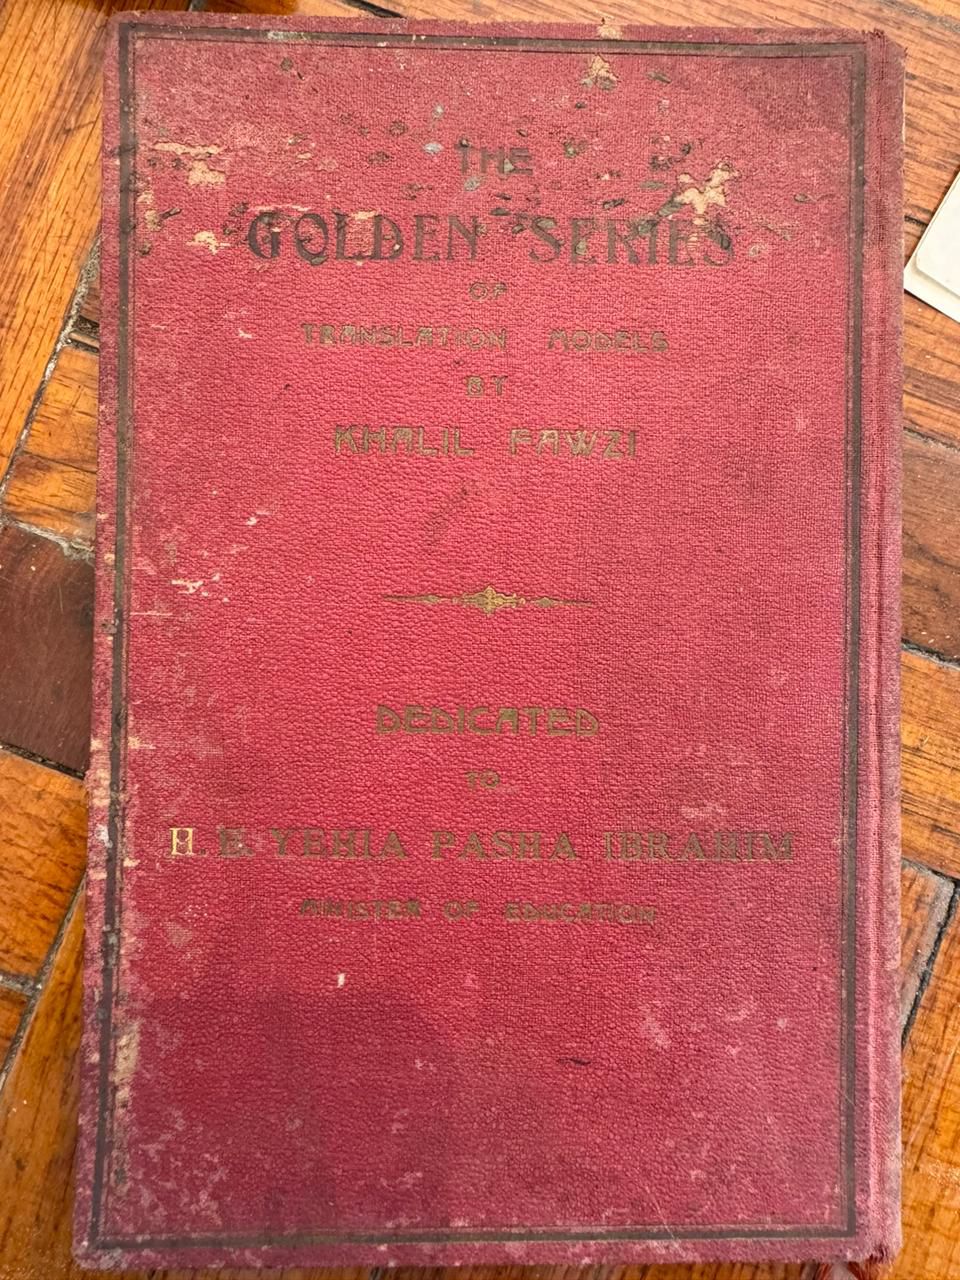 THE
GOLDEN SERIES
OF
TRANSLATION MODELS
BY
KHALIL FAWZI
DEDICATED
TO
H. E. YEHIA PASHA IBRAHIM
MINISTER OF EDUCATION